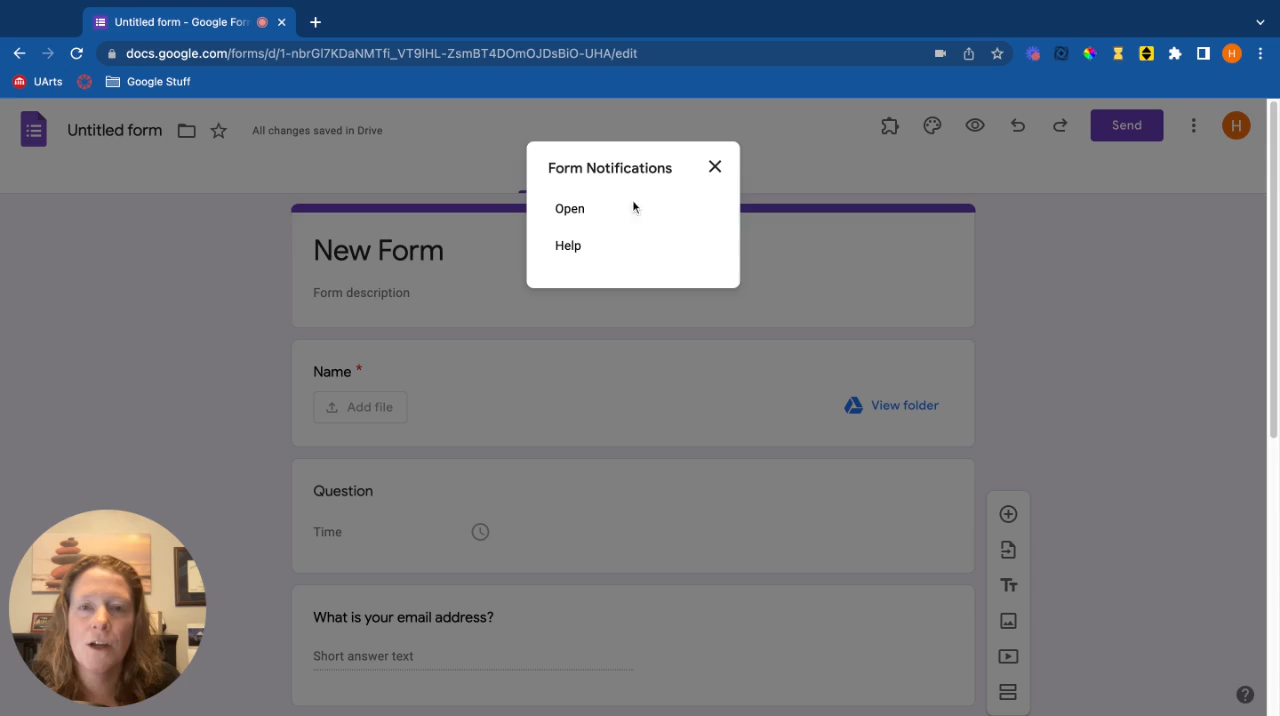 Untitled form - Google For
docs.google.com/forms/d/1-nbrGl7KDaNMTfi_VT9lHL-ZsmBT4DOmOJDsBiO-UHA/edit
H
UArts
Google Stuff
Untitled form
All changes saved in Drive
Send
H
Form Notifications
Open
Help
New Form
Form description
Name *
Add file
View folder
Question
Time
What is your email address?
Short answer text